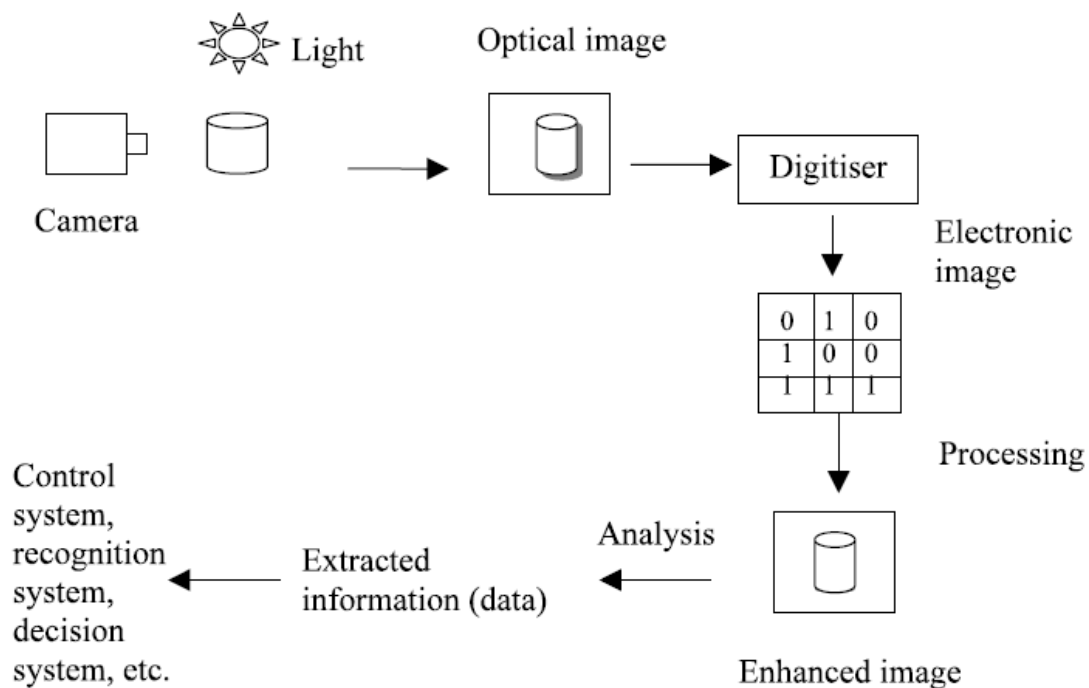 Light
Optical image
Camera
Digitiser
Electronic
image
0 1 0
1 0 0
1 1 1
Processing
Enhanced image
Analysis
Extracted
information (data)
Control
system,
recognition
system,
decision
system, etc.